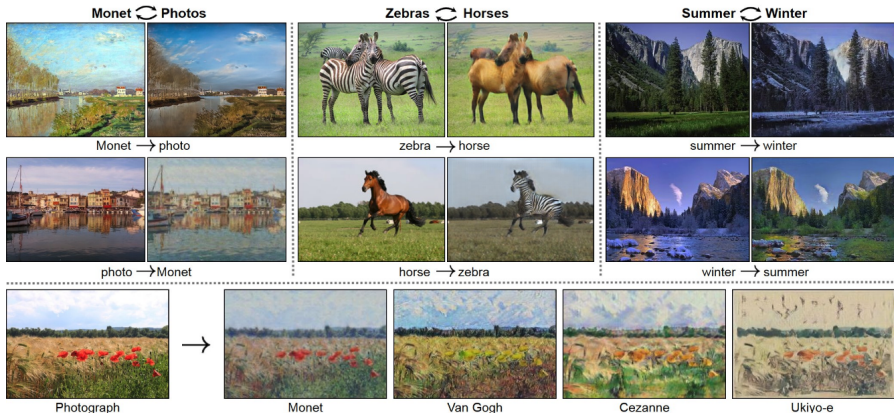 Monet Photos
Zebras Horses
Summer Winter
Monet → photo
zebra → horse
summer → winter
photo → Monet
horse → zebra
winter → summer
Photograph
Monet
Van Gogh
Cezanne
Ukiyo-e